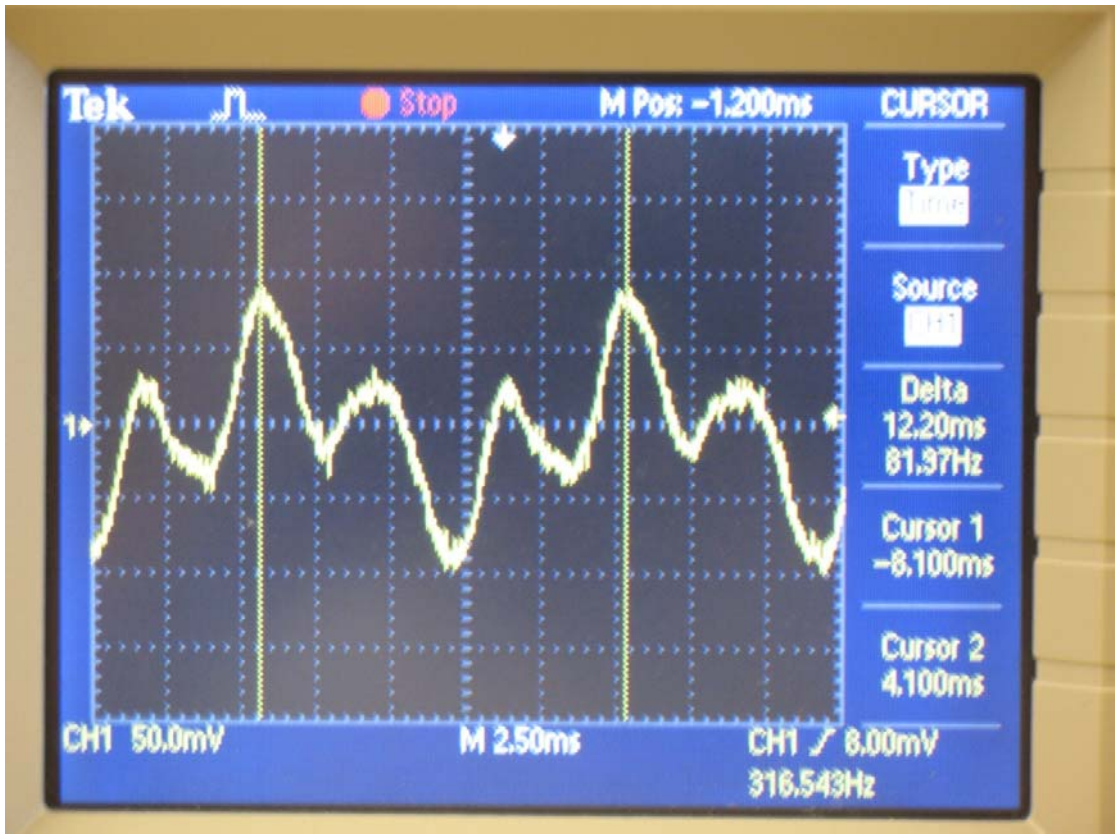 Tek Stop M Pos: -1.200ms CURSOR
Type
Time
Source
CH1
Delta
12.20ms
81.97Hz
1
Cursor 1
-8.100ms
Cursor 2
4.100ms
CH1 50.0mV M 2.50ms CH1 8.00mV
316.543Hz